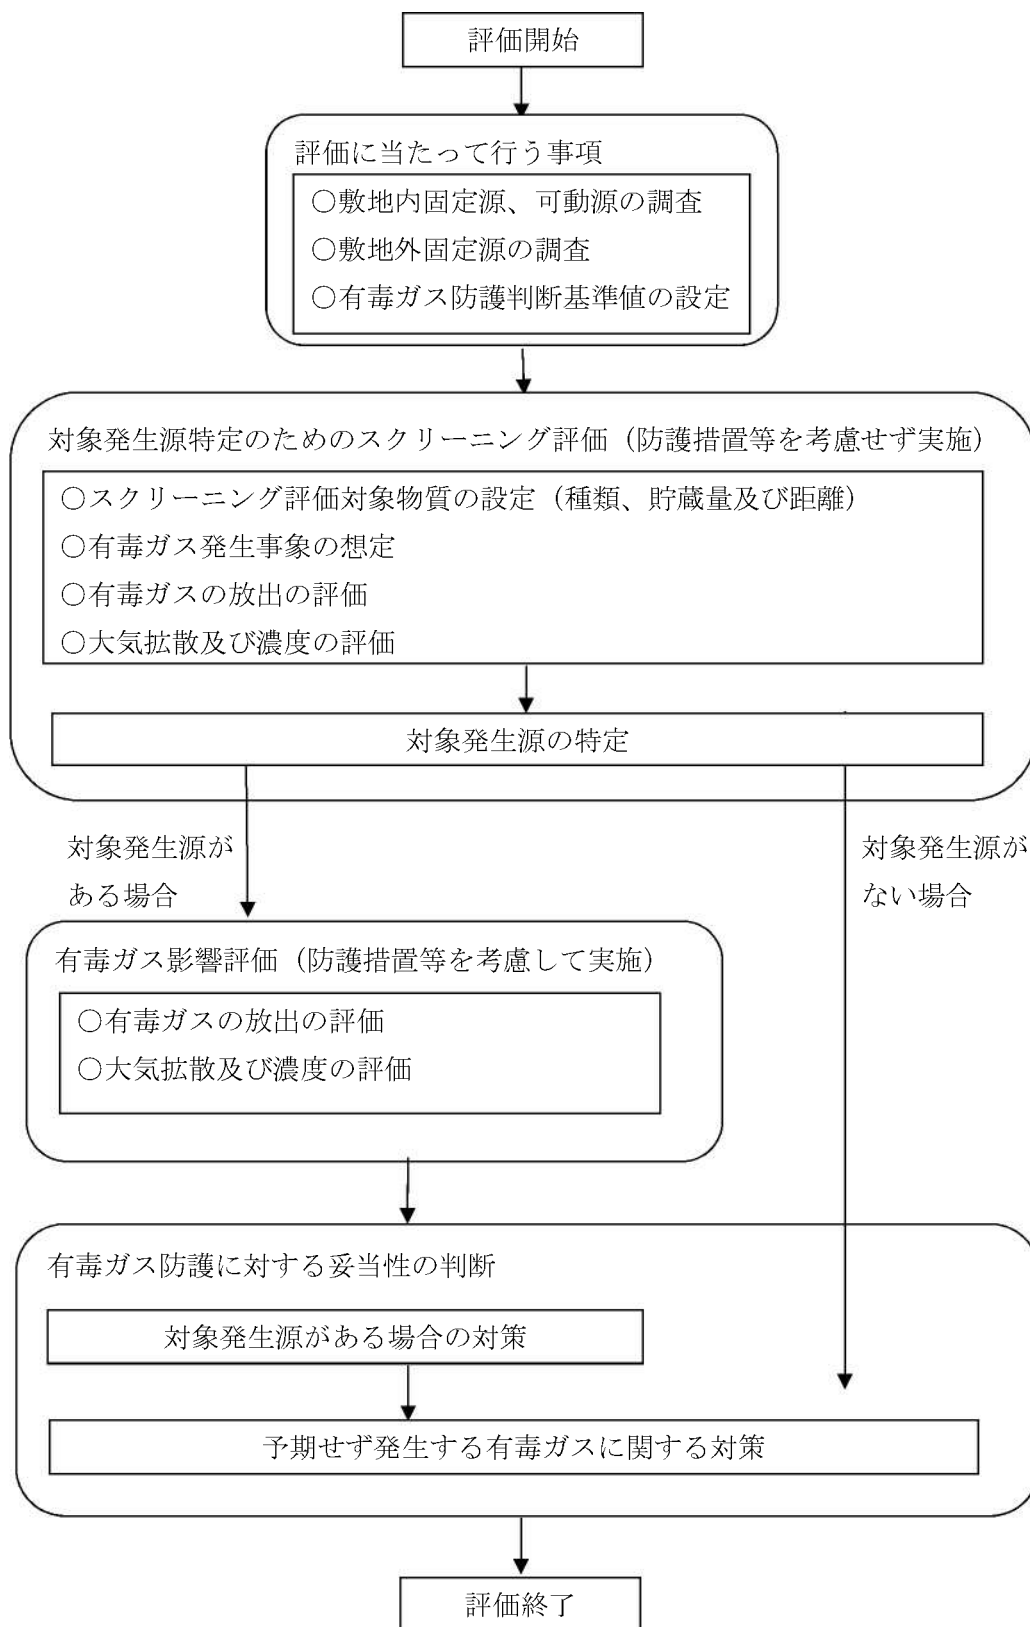 評価開始
評価に当たって行う事項
○敷地内固定源、可動源の調査
○敷地外固定源の調査
○有毒ガス防護判断基準値の設定
対象発生源特定のためのスクリーニング評価（防護措置等を考慮せず実施）
○スクリーニング評価対象物質の設定（種類、貯蔵量及び距離）
○有毒ガス発生事象の想定
○有毒ガスの放出の評価
○大気拡散及び濃度の評価
対象発生源の特定
対象発生源が
ある場合
対象発生源が
ない場合
有毒ガス影響評価（防護措置等を考慮して実施）
○有毒ガスの放出の評価
○大気拡散及び濃度の評価
有毒ガス防護に対する妥当性の判断
対象発生源がある場合の対策
予期せず発生する有毒ガスに関する対策
評価終了